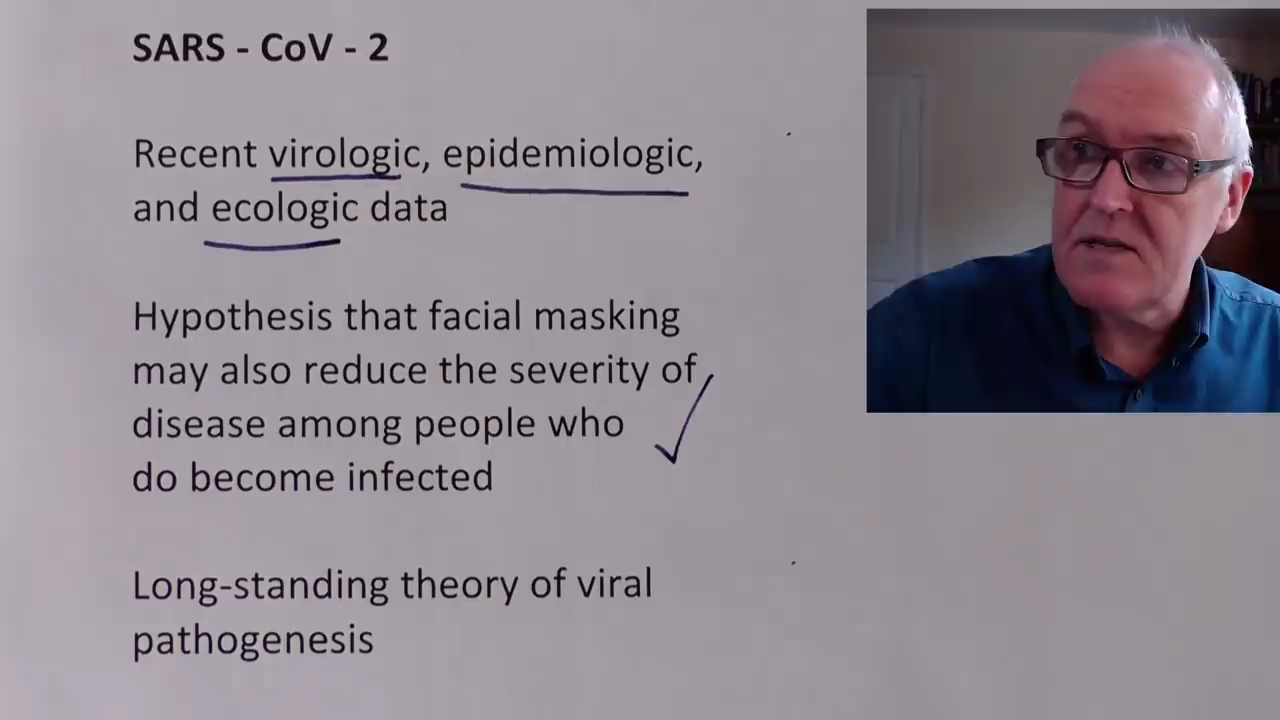 SARS - CoV - 2
Recent virologic, epidemiologic,
and ecologic data
Hypothesis that facial masking
may also reduce the severity of
disease among people who
do become infected
Long-standing theory of viral
pathogenesis